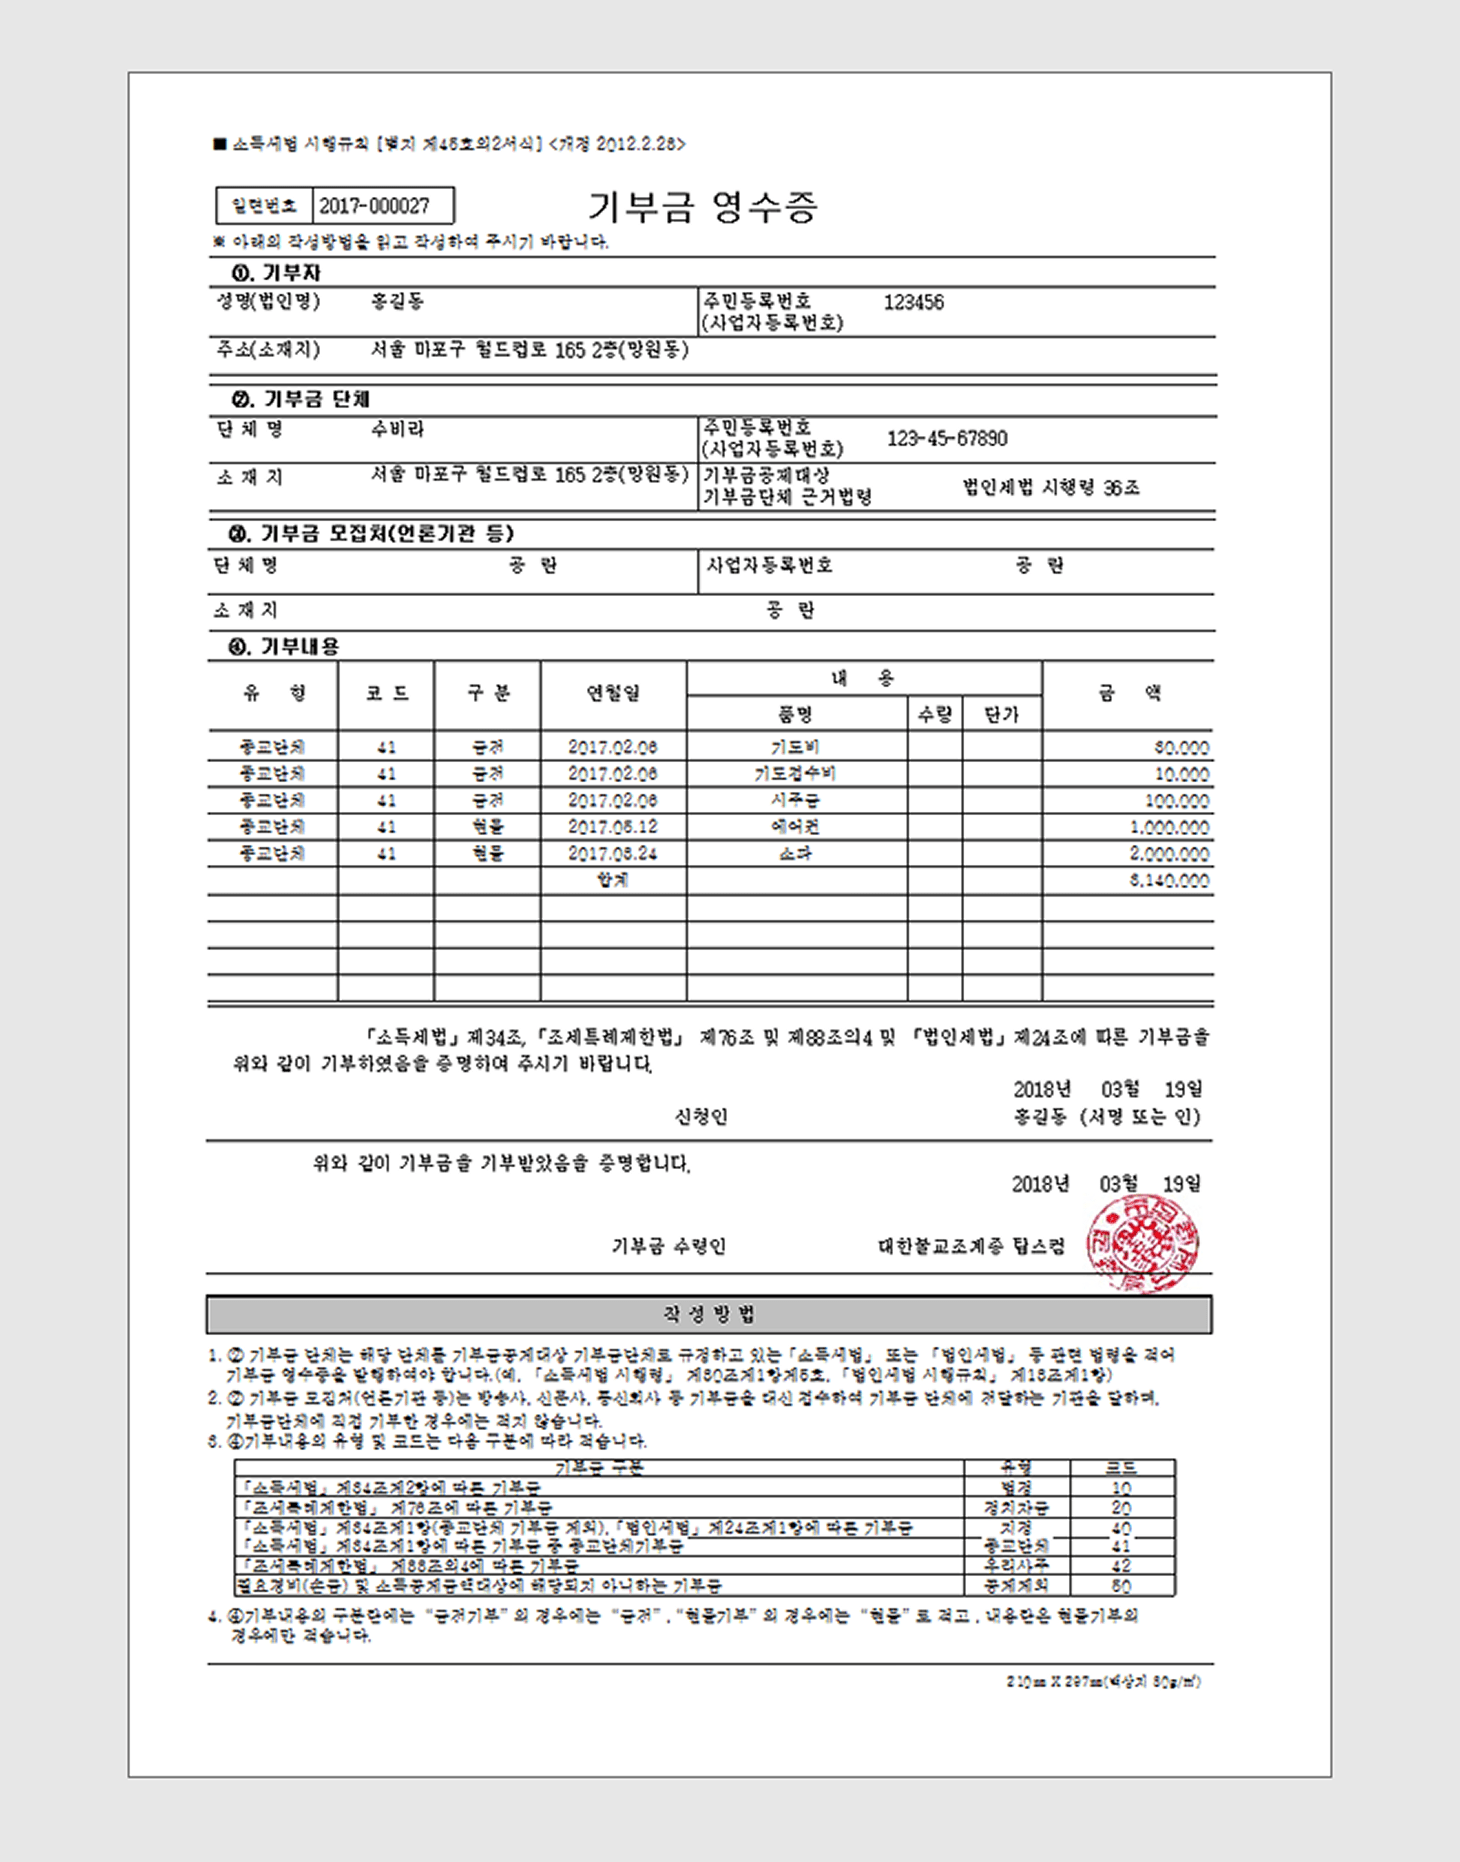 ■ 소득세법 시행규칙 [별지 제45호의2서식] <개정 2012.2.28>
일련번호 2017-000027
기부금 영수증
※ 아래의 작성방법을 읽고 작성하여 주시기 바랍니다.
①. 기부자
성명(법인명) 홍길동 주민등록번호 123456
(사업자등록번호)
주소(소재지) 서울 마포구 월드컵로 165 2층(망원동)
②. 기부금 단체
단 체 명 수비라 주민등록번호 123-45-67890
(사업자등록번호)
소 재 지 서울 마포구 월드컵로 165 2층(망원동) 기부금공제대상 법인세법 시행령 36조
기부금단체 근거법령
③. 기부금 모집처(언론기관 등)
단 체 명 공 란 사업자등록번호 공 란
소 재 지 공 란
④. 기부내용
유 형 코 드 구 분 연월일 내 용 금 액
품명 수량 단가
종교단체 41 금전 2017.02.06 기도비 30.000
종교단체 41 금전 2017.02.06 기도접수비 10.000
종교단체 41 금전 2017.02.06 시주금 100.000
종교단체 41 현물 2017.05.12 에어컨 1.000.000
종교단체 41 현물 2017.08.24 소파 2.000.000
합계 3.140.000
「소득세법」제34조, 「조세특례제한법」 제76조 및 제88조의4 및 「법인세법」제24조에 따른 기부금을
위와 같이 기부하였음을 증명하여 주시기 바랍니다.
2018년 03월 19일
신청인 홍길동 (서명 또는 인)
위와 같이 기부금을 기부받았음을 증명합니다.
2018년 03월 19일
기부금 수령인 대한불교조계종 탑스컴
작 성 방 법
1. ② 기부금 단체는 해당 단체를 기부금공제대상 기부금단체로 규정하고 있는「소득세법」 또는 「법인세법」 등 관련 법령을 적어
기부금 영수증을 발행하여야 합니다.(예, 「소득세법 시행령」 제80조제1항제5호, 「법인세법 시행규칙」 제18조제1항)
2. ② 기부금 모집처(언론기관 등)는 방송사, 신문사, 통신회사 등 기부금을 대신 접수하여 기부금 단체에 전달하는 기관을 말하며,
기부금단체에 직접 기부한 경우에는 적지 않습니다.
3. ④기부내용의 유형 및 코드는 다음 구분에 따라 적습니다.
기부금 구분 유형 코드
「소득세법」제34조제2항에 따른 기부금 법정 10
「조세특례제한법」 제76조에 따른 기부금 정치자금 20
「소득세법」제34조제1항(종교단체 기부금 제외), 「법인세법」제24조제1항에 따른 기부금 지정 40
「소득세법」제34조제1항에 따른 기부금 중 종교단체기부금 종교단체 41
「조세특례제한법」 제88조의4에 따른 기부금 우리사주 42
필요경비(손금) 및 소득공제금액대상에 해당되지 아니하는 기부금 공제제외 50
4. ④기부내용의 구분란에는 “금전기부”의 경우에는 “금전”, “현물기부”의 경우에는 “현물”로 적고, 내용란은 현물기부의
경우에만 적습니다.
210㎜ X 297㎜(백상지 80g/㎡)